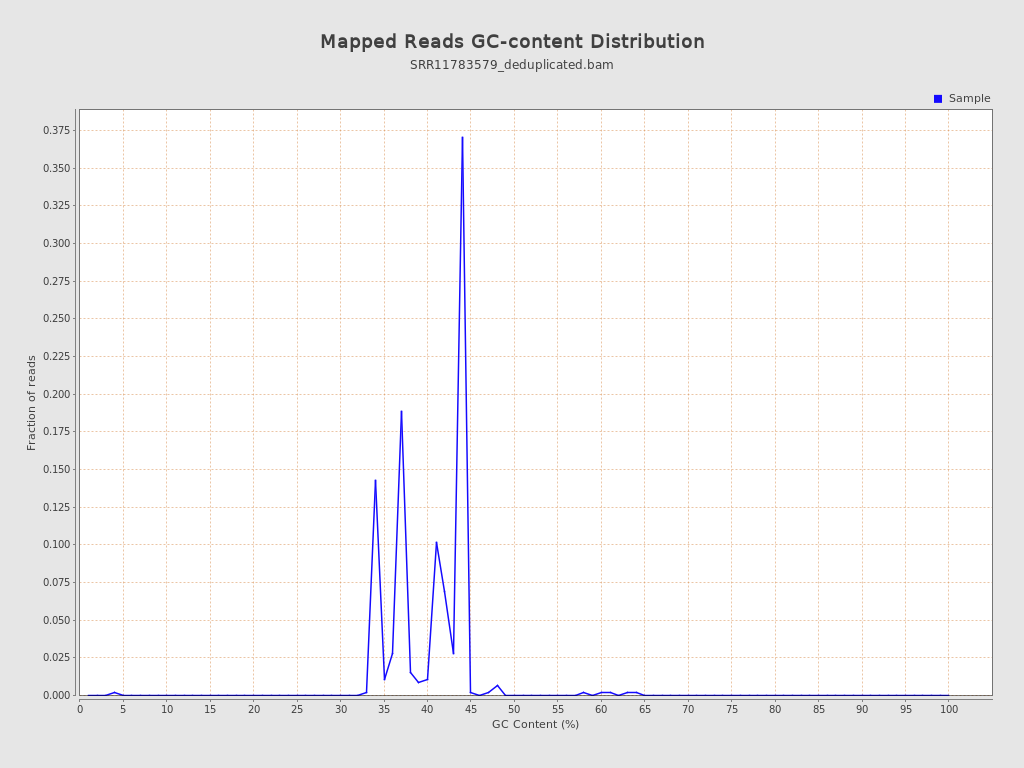 Mapped Reads GC-content Distribution
SRR11783579_deduplicated.bam
Sample
Fraction of reads
0.375
0.350
0.325
0.300
0.275
0.250
0.225
0.200
0.175
0.150
0.125
0.100
0.075
0.050
0.025
0.000
0 5 10 15 20 25 30 35 40 45 50 55 60 65 70 75 80 85 90 95 100
GC Content (%)